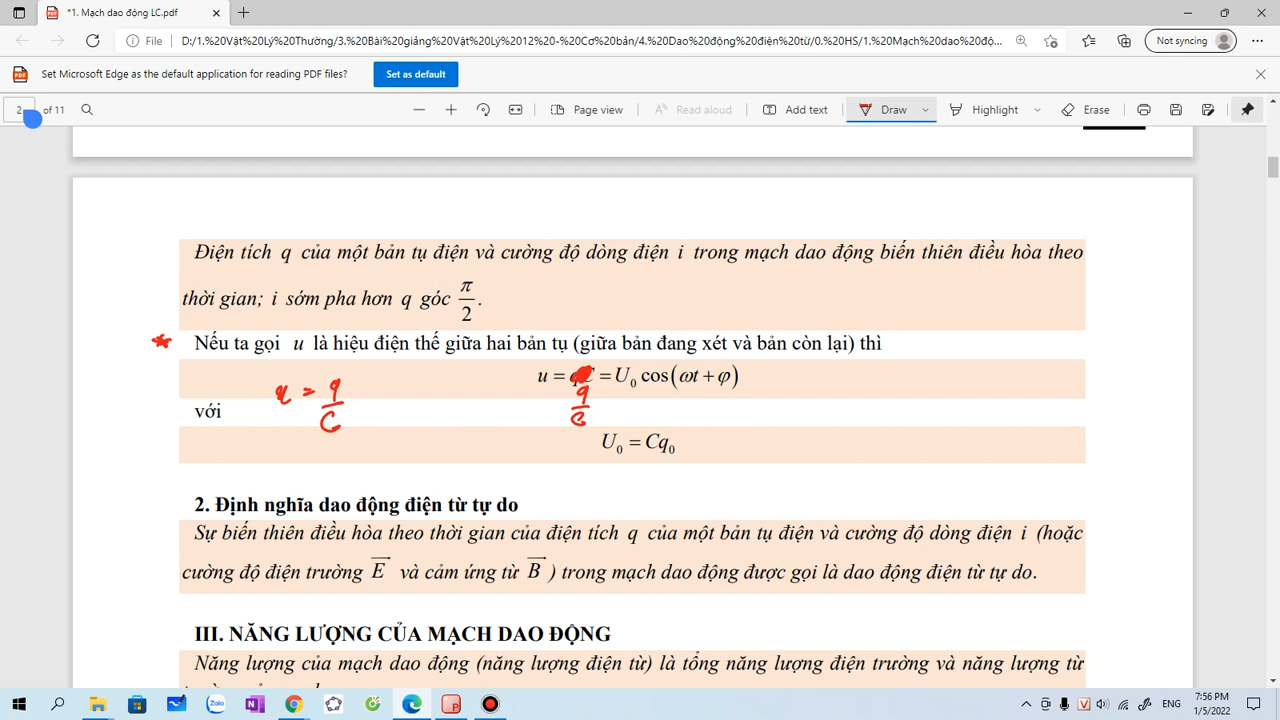 *1. Mạch dao động LC.pdf
File D:/1.%20Vật%20Lý%20Thường/3.%20Bài%20giảng%20Vật%20Lý%2012%20-%20Cơ%20bản/4.%20Dao%20động%20điện%20từ/0.%20HS/1.%20Mạch%20dao%20độ... Not syncing
Set Microsoft Edge as the default application for reading PDF files? Set as default
2 of 11 Page view Read aloud Add text Draw Highlight Erase
Điện tích q của một bản tụ điện và cường độ dòng điện i trong mạch dao động biến thiên điều hòa theo
thời gian; i sớm pha hơn q góc π/2.
Nếu ta gọi u là hiệu điện thế giữa hai bản tụ (giữa bản đang xét và bản còn lại) thì
u = qC = U₀ cos(ωt + φ)
u = q/C q/C
với
U₀ = Cq₀
2. Định nghĩa dao động điện từ tự do
Sự biến thiên điều hòa theo thời gian của điện tích q của một bản tụ điện và cường độ dòng điện i (hoặc
cường độ điện trường E⃗ và cảm ứng từ B⃗ ) trong mạch dao động được gọi là dao động điện từ tự do.
III. NĂNG LƯỢNG CỦA MẠCH DAO ĐỘNG
Năng lượng của mạch dao động (năng lượng điện từ) là tổng năng lượng điện trường và năng lượng từ
Zalo ENG 7:56 PM
1/5/2022